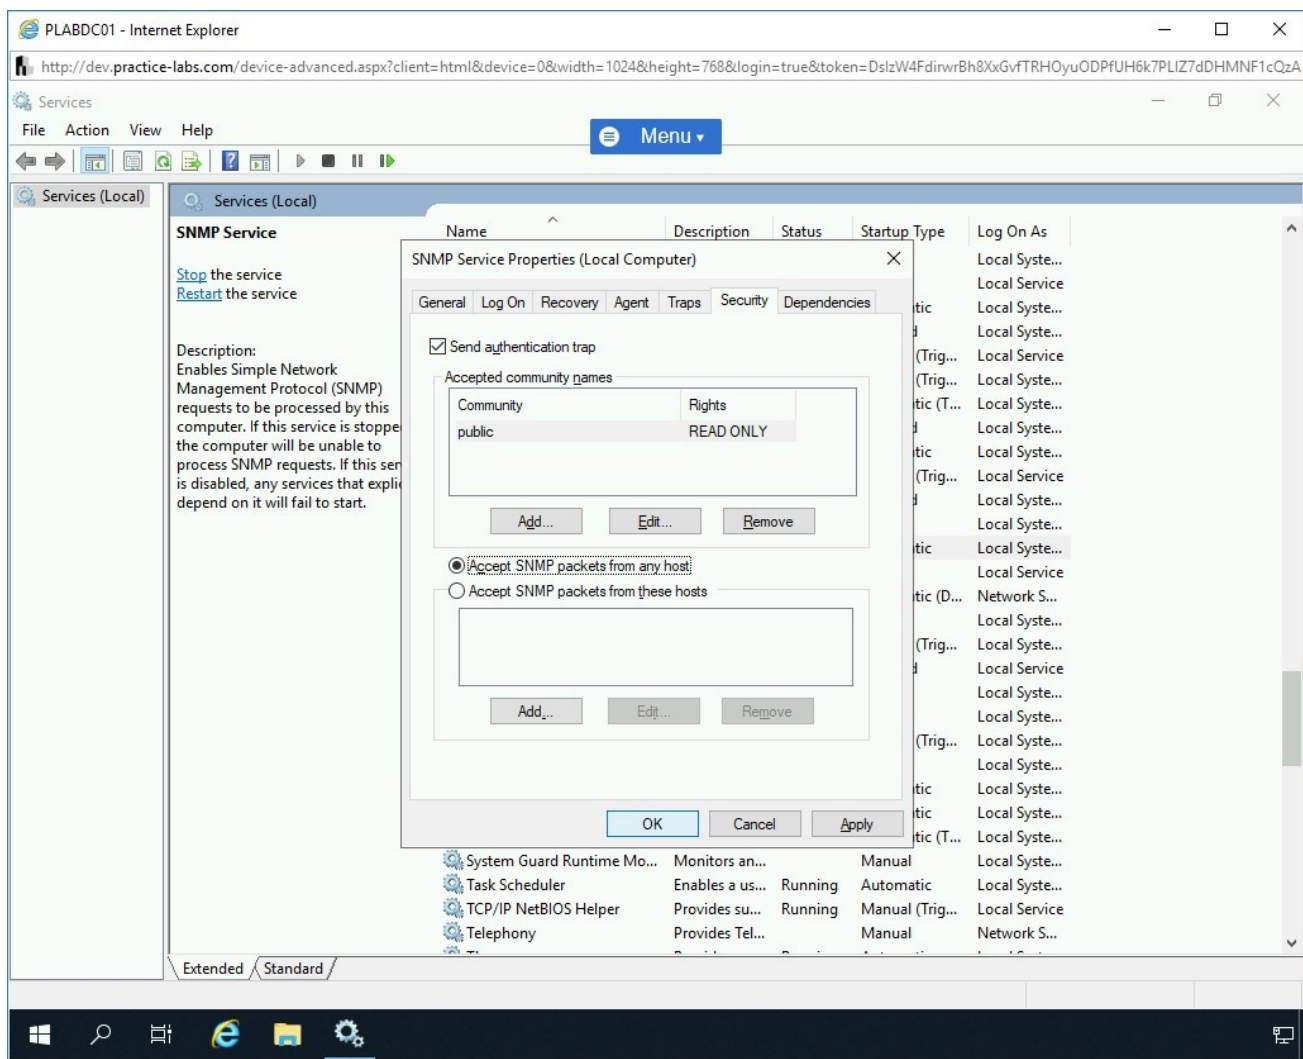 PLABDC01 - Internet Explorer
http://dev.practice-labs.com/device-advanced.aspx?client=html&device=0&width=1024&height=768&login=true&token=DslzW4FdirwrBh8XxGvfTRHOyuODPfUH6k7PLIZ7dDHMNF1cQzA
Services
File Action View Help
Menu
Services (Local)
Services (Local)
SNMP Service
Stop the service
Restart the service
Description:
Enables Simple Network
Management Protocol (SNMP)
requests to be processed by this
computer. If this service is stoppe
the computer will be unable to
process SNMP requests. If this ser
is disabled, any services that expli
depend on it will fail to start.
Name Description Status Startup Type Log On As
SNMP Service Properties (Local Computer)
General Log On Recovery Agent Traps Security Dependencies
Send authentication trap
Accepted community names
Community Rights
public READ ONLY
Add... Edit... Remove
Accept SNMP packets from any host
Accept SNMP packets from these hosts
Add... Edit... Remove
OK Cancel Apply
Local Syste...
Local Service
tic Local Syste...
Local Syste...
(Trig... Local Service
(Trig... Local Syste...
tic (T... Local Syste...
Local Syste...
tic Local Syste...
(Trig... Local Service
Local Syste...
Local Syste...
tic Local Syste...
Local Service
tic (D... Network S...
Local Syste...
(Trig... Local Syste...
Local Service
Local Syste...
Local Syste...
(Trig... Local Syste...
Local Syste...
tic Local Syste...
tic Local Syste...
tic (T... Local Syste...
System Guard Runtime Mo... Monitors an... Manual Local Syste...
Task Scheduler Enables a us... Running Automatic Local Syste...
TCP/IP NetBIOS Helper Provides su... Running Manual (Trig... Local Service
Telephony Provides Tel... Manual Network S...
Extended Standard